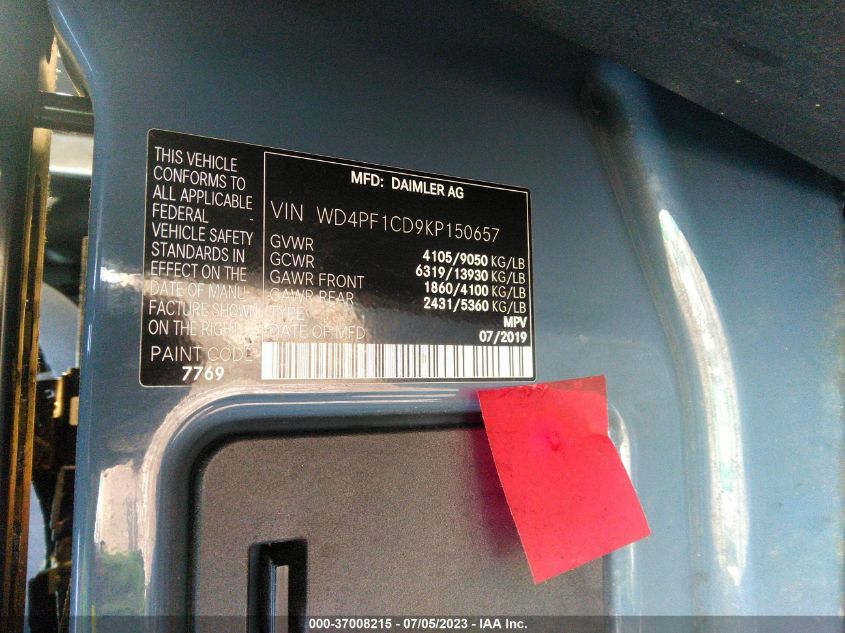 THIS VEHICLE
CONFORMS TO
ALL APPLICABLE
FEDERAL -
VEHICLE SAFETY
STANDARDS IN
EFFECT ON THE
DATE OF MANU-
FACTURE SHOWN
ON THE RIGHT
PAINT CODE
7769
MFD: DAIMLER AG
VIN WD4PF1CD9KP150657
GVWR 4105/9050 KG/LB
GCWR 6319/13930 KG/LB
GAWR FRONT 1860/4100 KG/LB
GAWR REAR 2431/5360 KG/LB
TYPE: MPV
DATE OF MFD 07/2019
000-37008215 - 07/05/2023 - IAA Inc.